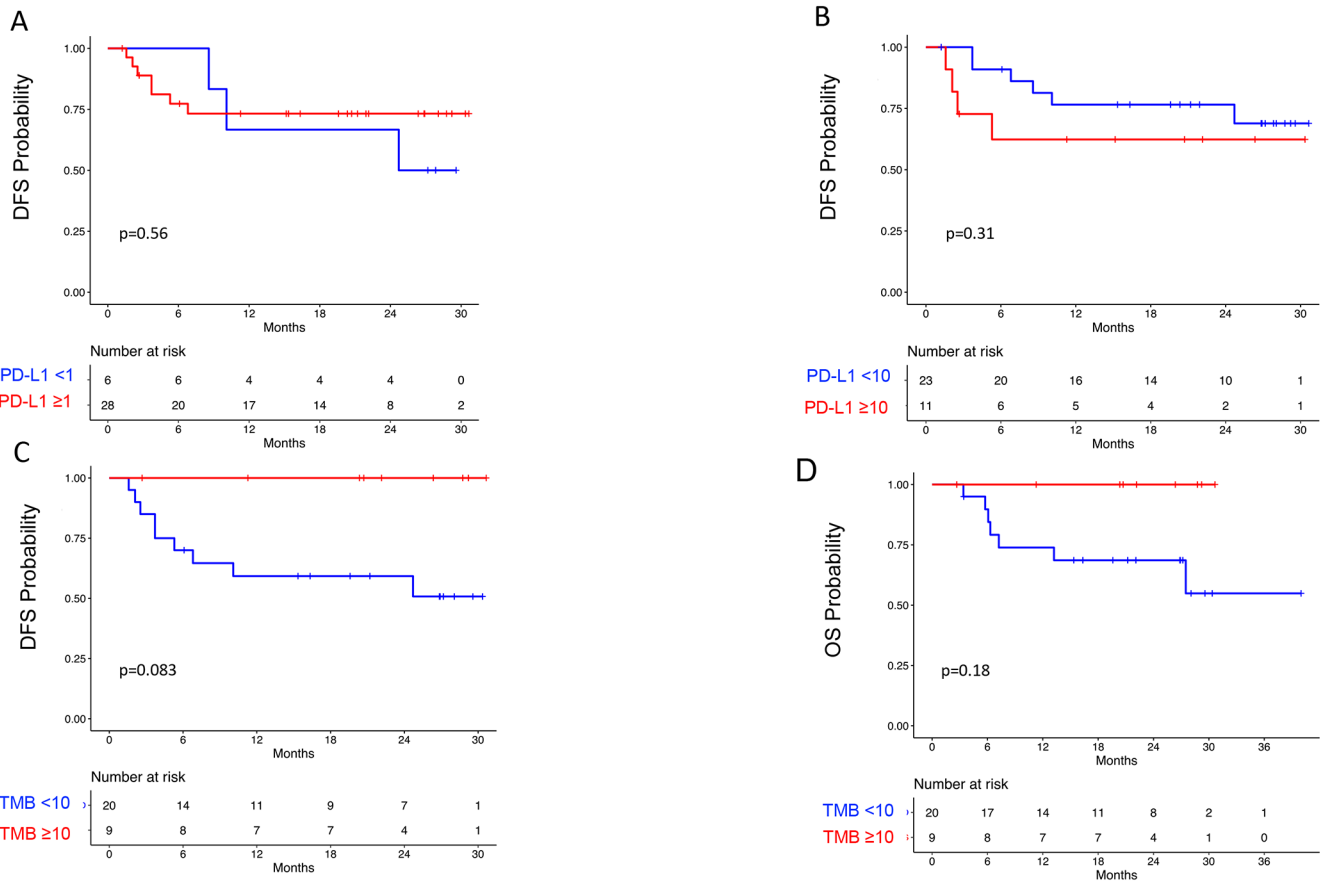 A
1.00
0.75
0.50
0.25
0.00
DFS Probability
p=0.56
0 6 12 18 24 30
Months
Number at risk
PD-L1 <1 6 6 4 4 4 0
PD-L1 ≥1 28 20 17 14 8 2
0 6 12 18 24 30
Months
B
1.00
0.75
0.50
0.25
0.00
DFS Probability
p=0.31
0 6 12 18 24 30
Months
Number at risk
PD-L1 <10 23 20 16 14 10 1
PD-L1 ≥10 11 6 5 4 2 1
0 6 12 18 24 30
Months
C
1.00
0.75
0.50
0.25
0.00
DFS Probability
p=0.083
0 6 12 18 24 30
Months
Number at risk
TMB <10 20 14 11 9 7 1
TMB ≥10 9 8 7 7 4 1
0 6 12 18 24 30
Months
D
1.00
0.75
0.50
0.25
0.00
OS Probability
p=0.18
0 6 12 18 24 30 36
Months
Number at risk
TMB <10 20 17 14 11 8 2 1
TMB ≥10 9 8 7 7 4 1 0
0 6 12 18 24 30 36
Months